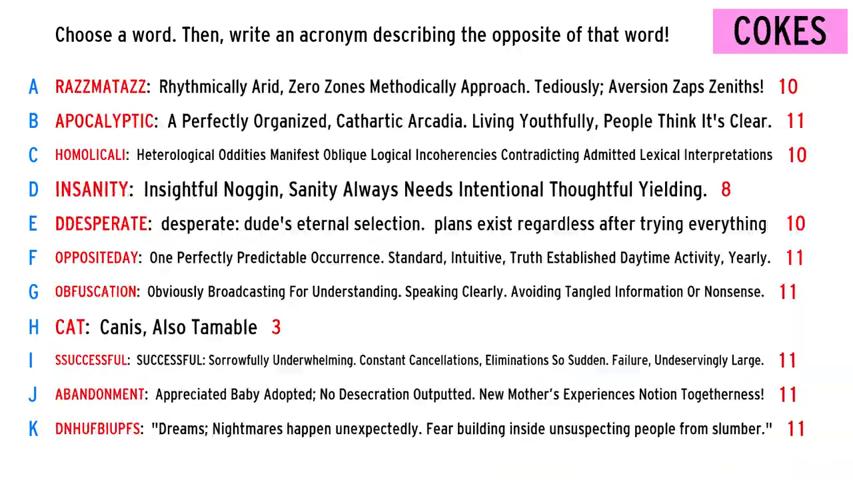 Choose a word. Then, write an acronym describing the opposite of that word!
COKES
A RAZZMATAZZ: Rhythmically Arid, Zero Zones Methodically Approach. Tediously; Aversion Zaps Zeniths! 10
B APOCALYPTIC: A Perfectly Organized, Cathartic Arcadia. Living Youthfully, People Think It's Clear. 11
C HOMOLICALI: Heterological Oddities Manifest Oblique Logical Incoherencies Contradicting Admitted Lexical Interpretations 10
D INSANITY: Insightful Noggin, Sanity Always Needs Intentional Thoughtful Yielding. 8
E DDESPERATE: desperate: dude's eternal selection. plans exist regardless after trying everything 10
F OPPOSITEDAY: One Perfectly Predictable Occurrence. Standard, Intuitive, Truth Established Daytime Activity, Yearly. 11
G OBFUSCATION: Obviously Broadcasting For Understanding. Speaking Clearly. Avoiding Tangled Information Or Nonsense. 11
H CAT: Canis, Also Tamable 3
I SSUCCESSFUL: SUCCESSFUL: Sorrowfully Underwhelming. Constant Cancellations, Eliminations So Sudden. Failure, Undeservingly Large. 11
J ABANDONMENT: Appreciated Baby Adopted; No Desecration Outputted. New Mother's Experiences Notion Togetherness! 11
K DNHUFBIUPFS: "Dreams; Nightmares happen unexpectedly. Fear building inside unsuspecting people from slumber." 11